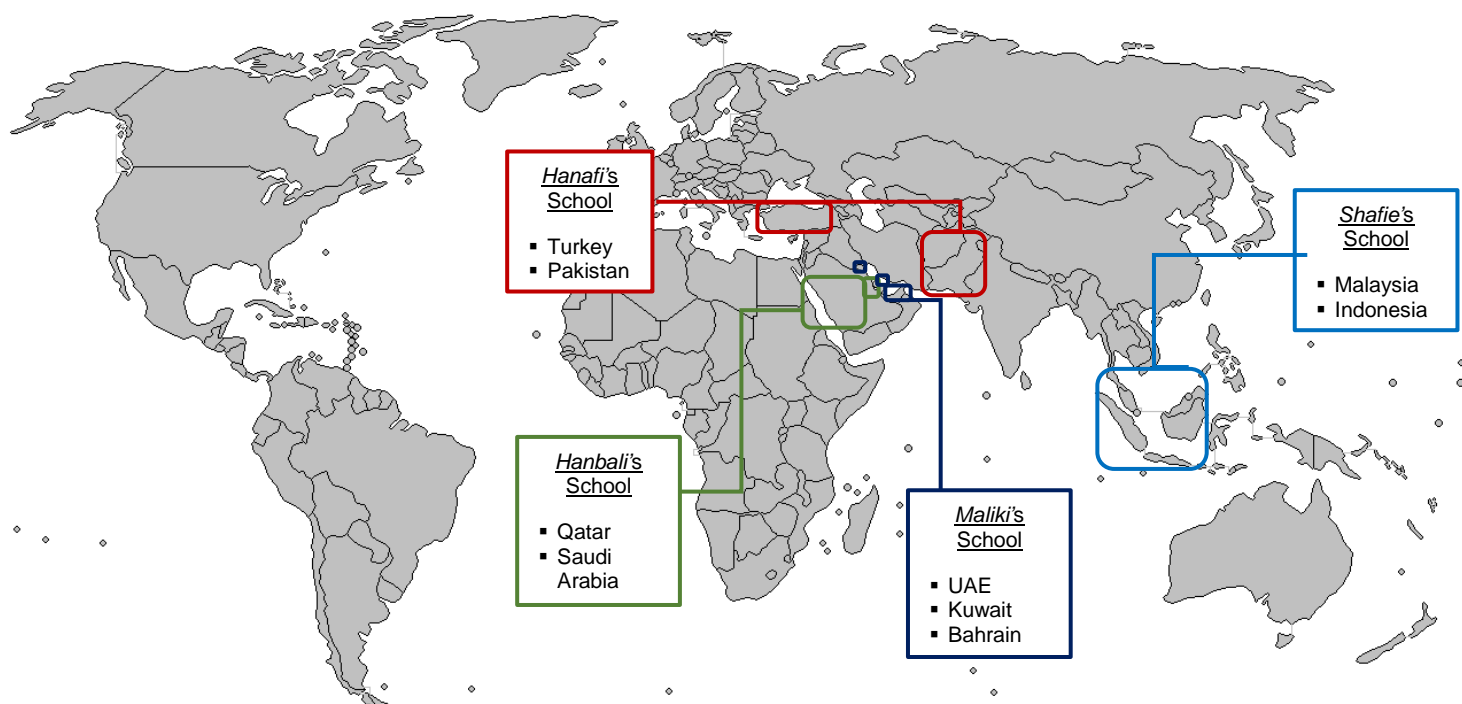 Hanafi's
School
▪ Turkey
▪ Pakistan
Shafie's
School
▪ Malaysia
▪ Indonesia
Hanbali's
School
▪ Qatar
▪ Saudi
Arabia
Maliki's
School
▪ UAE
▪ Kuwait
▪ Bahrain